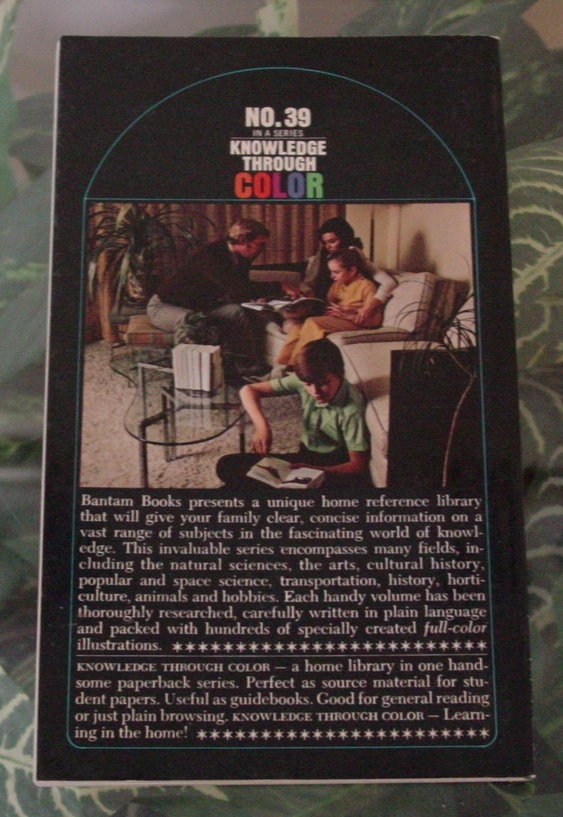 NO. 39
IN A SERIES
KNOWLEDGE
THROUGH
COLOR
Bantam Books presents a unique home reference library
that will give your family clear, concise information on a
vast range of subjects in the fascinating world of knowl-
edge. This invaluable series encompasses many fields, in-
cluding the natural sciences, the arts, cultural history,
popular and space science, transportation, history, horti-
culture, animals and hobbies. Each handy volume has been
thoroughly researched, carefully written in plain language
and packed with hundreds of specially created full-color
illustrations. ★★★★★★★★★★★★★★★★★★★★★★★★★
KNOWLEDGE THROUGH COLOR — a home library in one hand-
some paperback series. Perfect as source material for stu-
dent papers. Useful as guidebooks. Good for general reading
or just plain browsing. KNOWLEDGE THROUGH COLOR — Learn-
ing in the home! ★★★★★★★★★★★★★★★★★★★★★★★